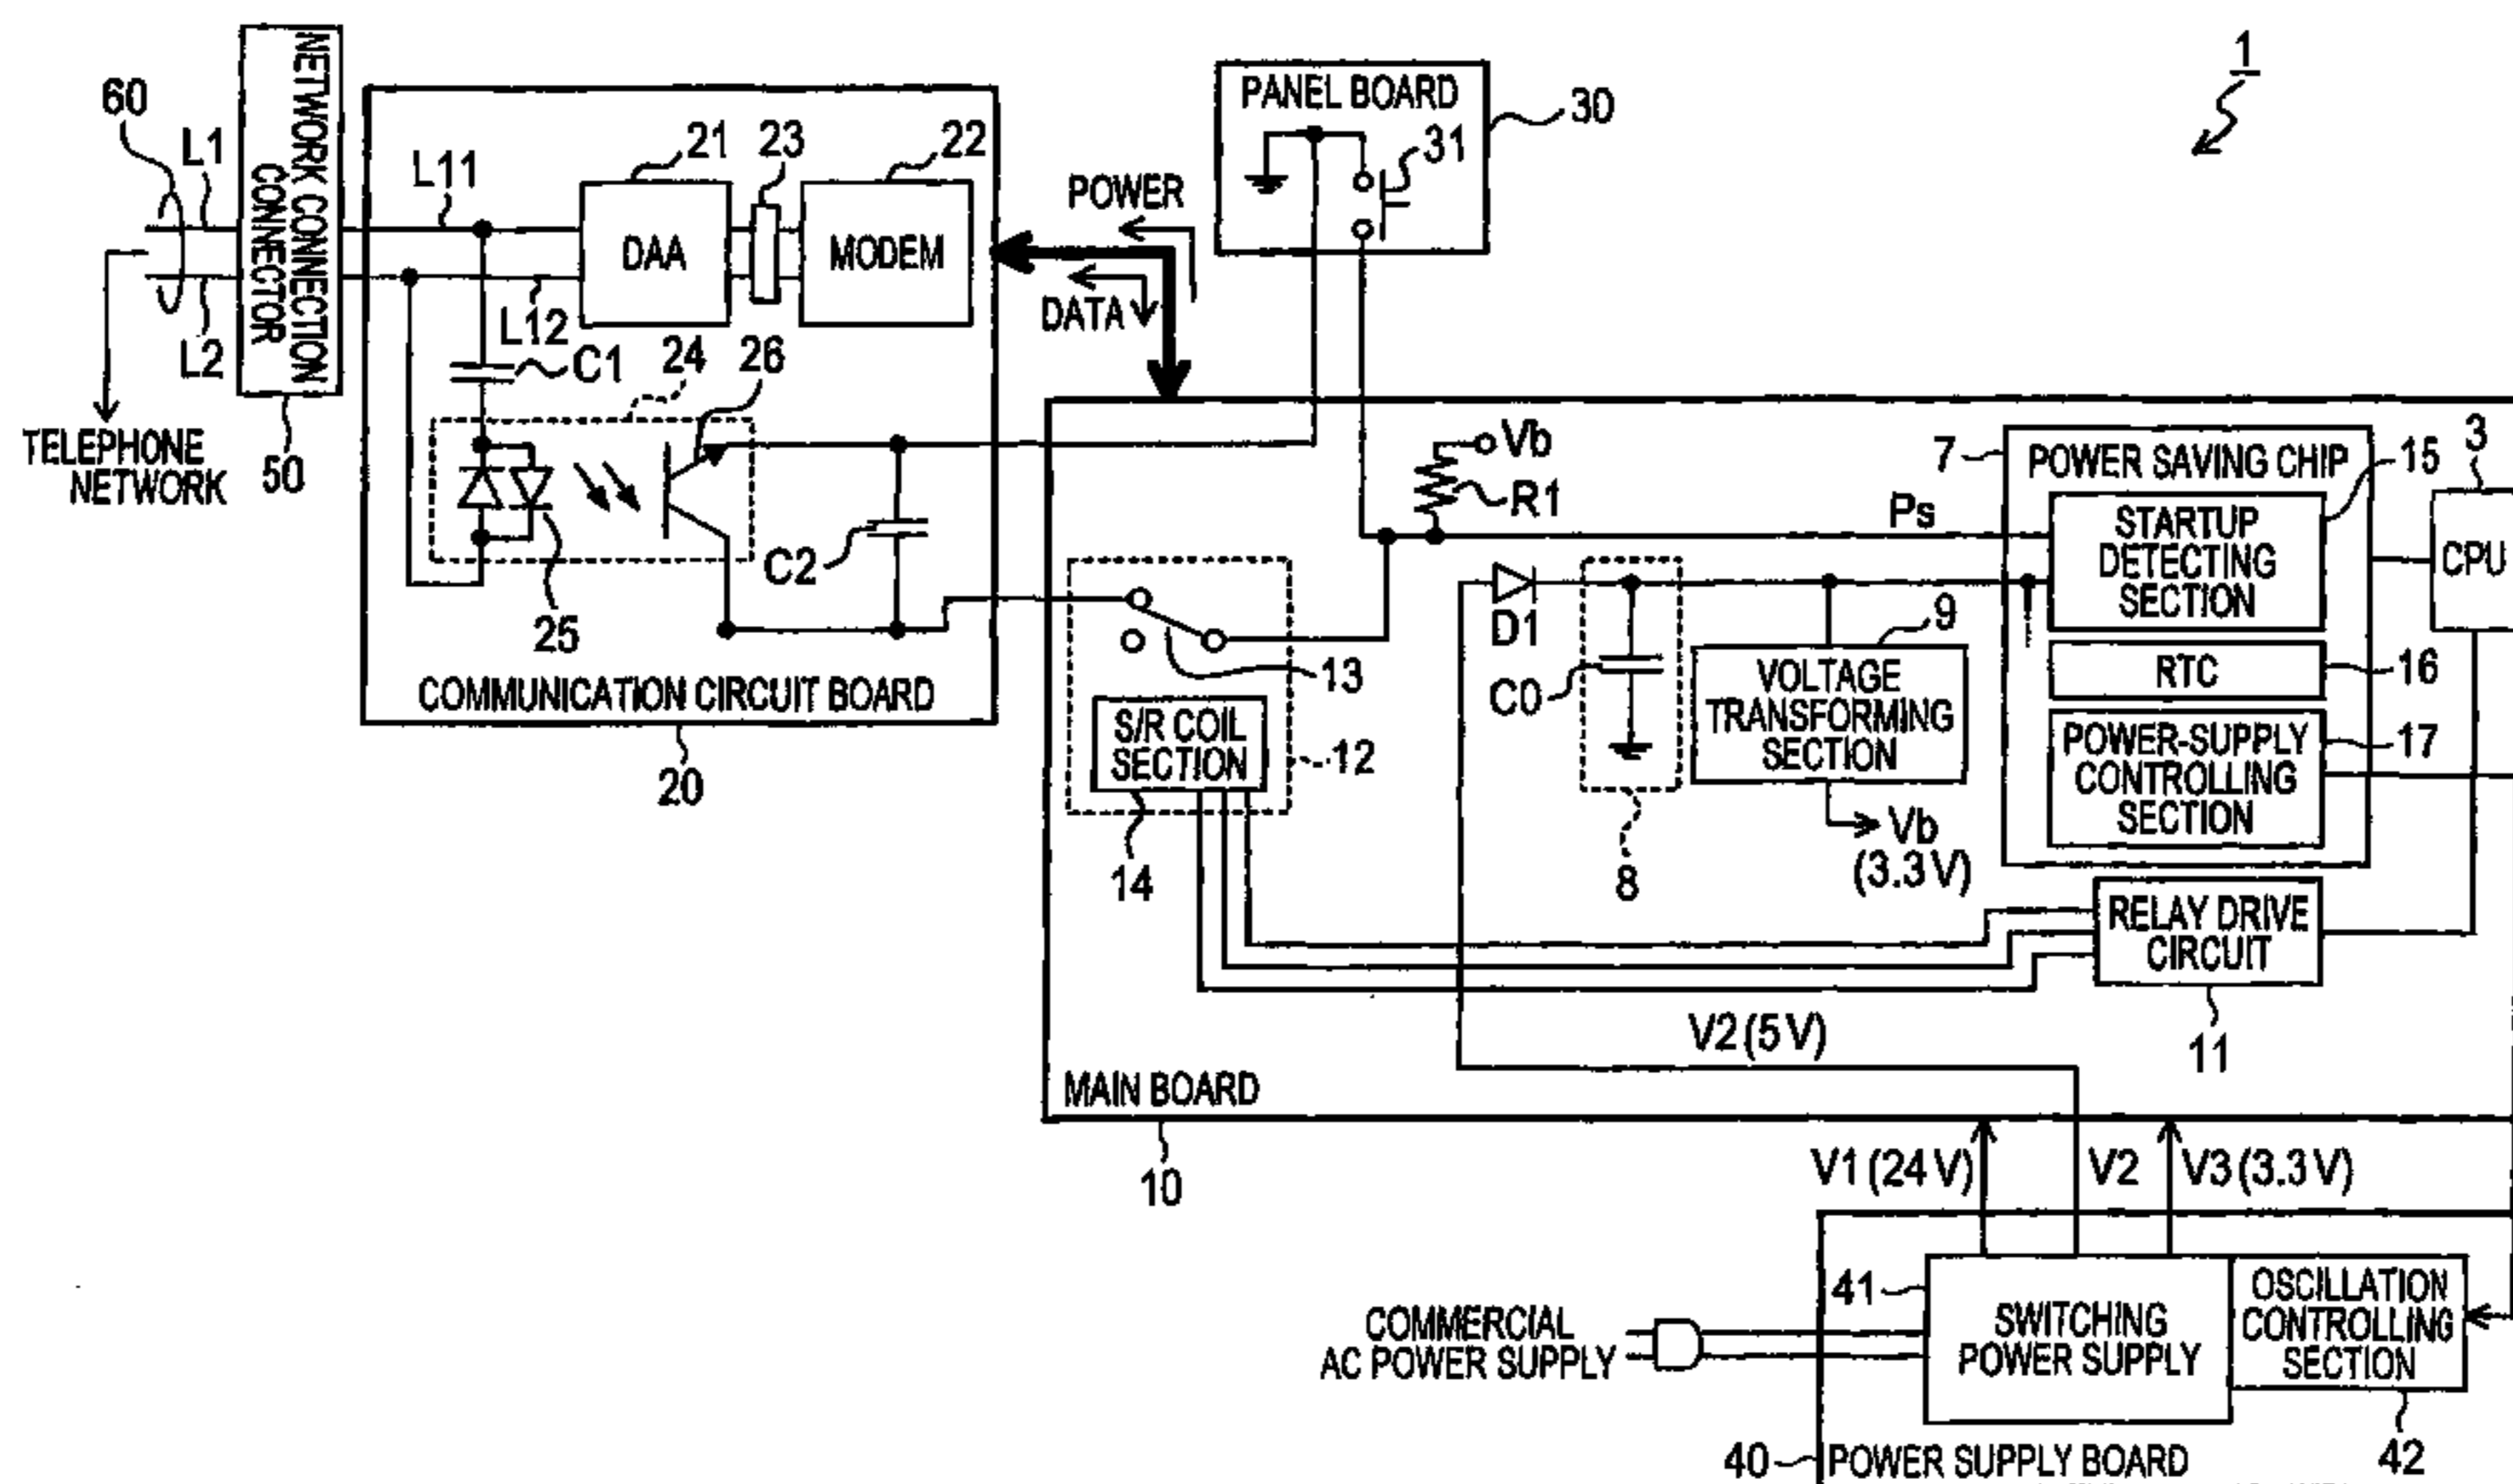 1
60
L1
L2
TELEPHONE
NETWORK
NETWORK CONNECTION
CONNECTOR
50
L11
L12
21
23
22
DAA
MODEM
C1
24
26
25
C2
COMMUNICATION CIRCUIT BOARD
20
POWER
DATA
PANEL BOARD
30
31
Vb
R1
Ps
7
POWER SAVING CHIP
15
3
STARTUP
DETECTING
SECTION
CPU
RTC
16
POWER-SUPPLY
CONTROLLING
SECTION
17
D1
C0
8
9
VOLTAGE
TRANSFORMING
SECTION
Vb
(3.3 V)
13
S/R COIL
SECTION
12
14
RELAY DRIVE
CIRCUIT
11
V2 (5 V)
MAIN BOARD
10
V1 (24 V)
V2
V3 (3.3 V)
41
SWITCHING
POWER SUPPLY
OSCILLATION
CONTROLLING
SECTION
COMMERCIAL
AC POWER SUPPLY
40
POWER SUPPLY BOARD
42